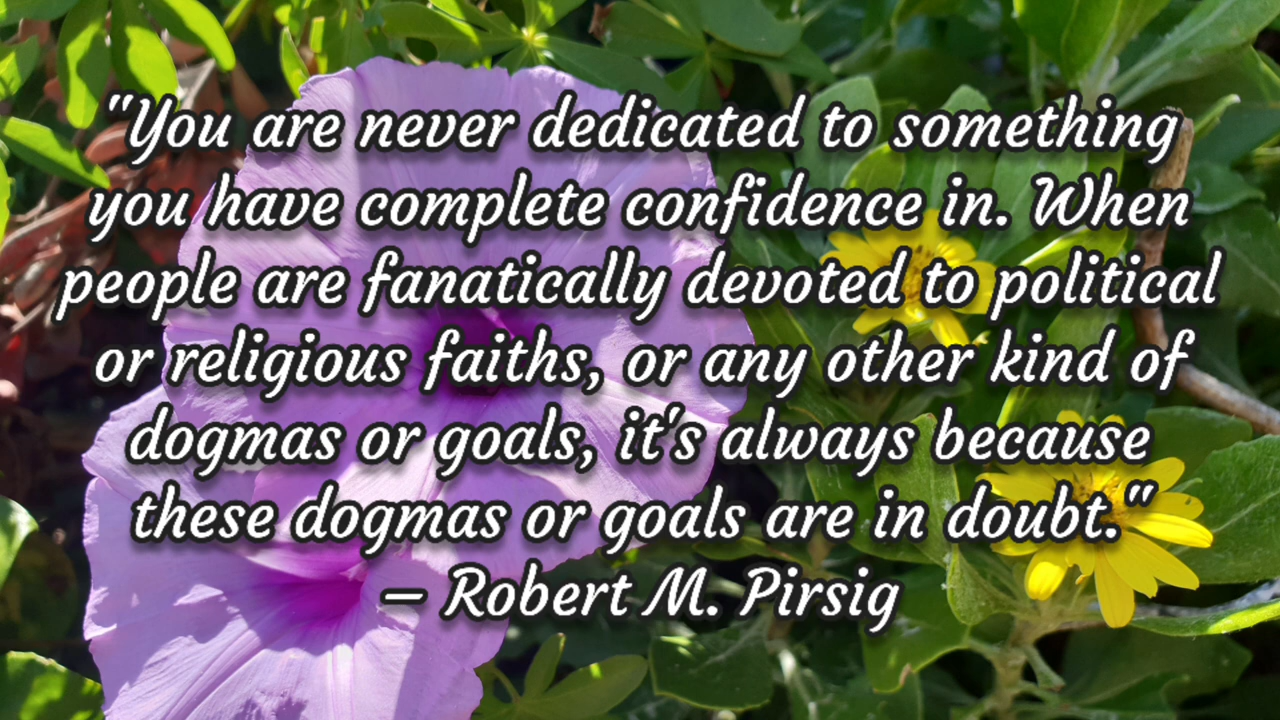 "You are never dedicated to something
you have complete confidence in. When
people are fanatically devoted to political
or religious faiths, or any other kind of
dogmas or goals, it's always because
these dogmas or goals are in doubt."
– Robert M. Pirsig